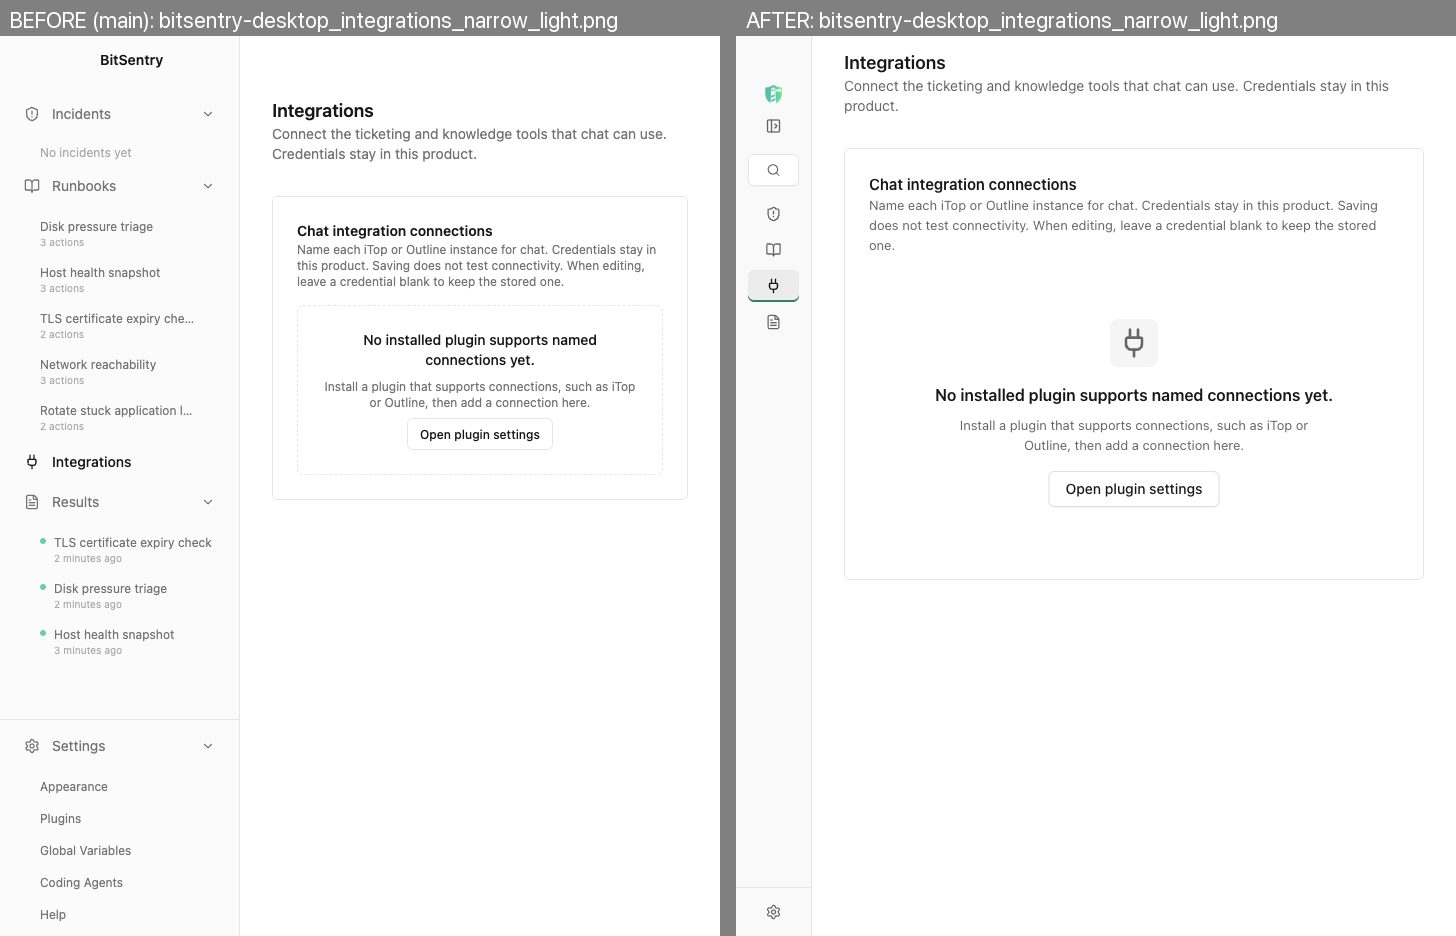 BEFORE (main): bitsentry-desktop_integrations_narrow_light.png
BitSentry
Incidents
No incidents yet
Runbooks
Disk pressure triage
3 actions
Host health snapshot
3 actions
TLS certificate expiry che...
2 actions
Network reachability
3 actions
Rotate stuck application l...
2 actions
Integrations
Results
TLS certificate expiry check
2 minutes ago
Disk pressure triage
2 minutes ago
Host health snapshot
3 minutes ago
Settings
Appearance
Plugins
Global Variables
Coding Agents
Help
Integrations
Connect the ticketing and knowledge tools that chat can use.
Credentials stay in this product.
Chat integration connections
Name each iTop or Outline instance for chat. Credentials stay in
this product. Saving does not test connectivity. When editing,
leave a credential blank to keep the stored one.
No installed plugin supports named
connections yet.
Install a plugin that supports connections, such as iTop
or Outline, then add a connection here.
Open plugin settings
AFTER: bitsentry-desktop_integrations_narrow_light.png
Integrations
Connect the ticketing and knowledge tools that chat can use. Credentials stay in this
product.
Chat integration connections
Name each iTop or Outline instance for chat. Credentials stay in this product. Saving
does not test connectivity. When editing, leave a credential blank to keep the stored
one.
No installed plugin supports named connections yet.
Install a plugin that supports connections, such as iTop or
Outline, then add a connection here.
Open plugin settings